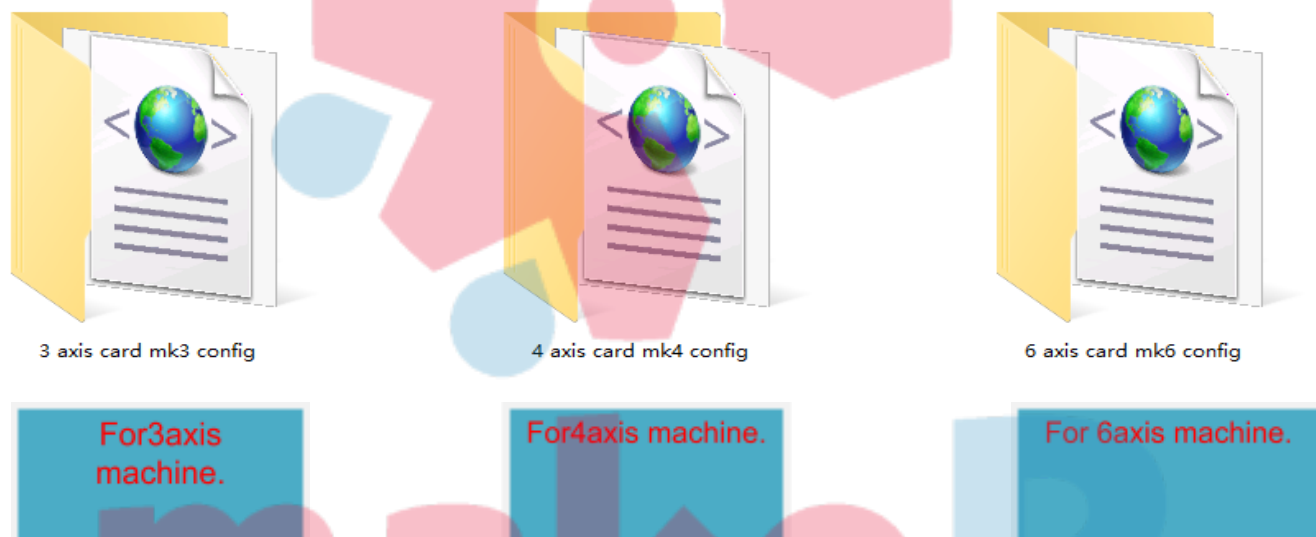 3 axis card mk3 config
4 axis card mk4 config
6 axis card mk6 config
For3axis
machine.
For4axis machine.
For 6axis machine.